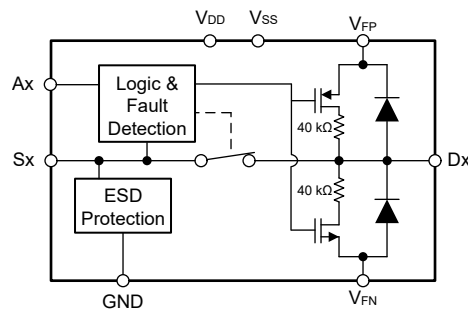 VDD
VSS
VFP
Ax
Logic &
Fault
Detection
40 kΩ
Sx
Dx
40 kΩ
ESD
Protection
GND
VFN